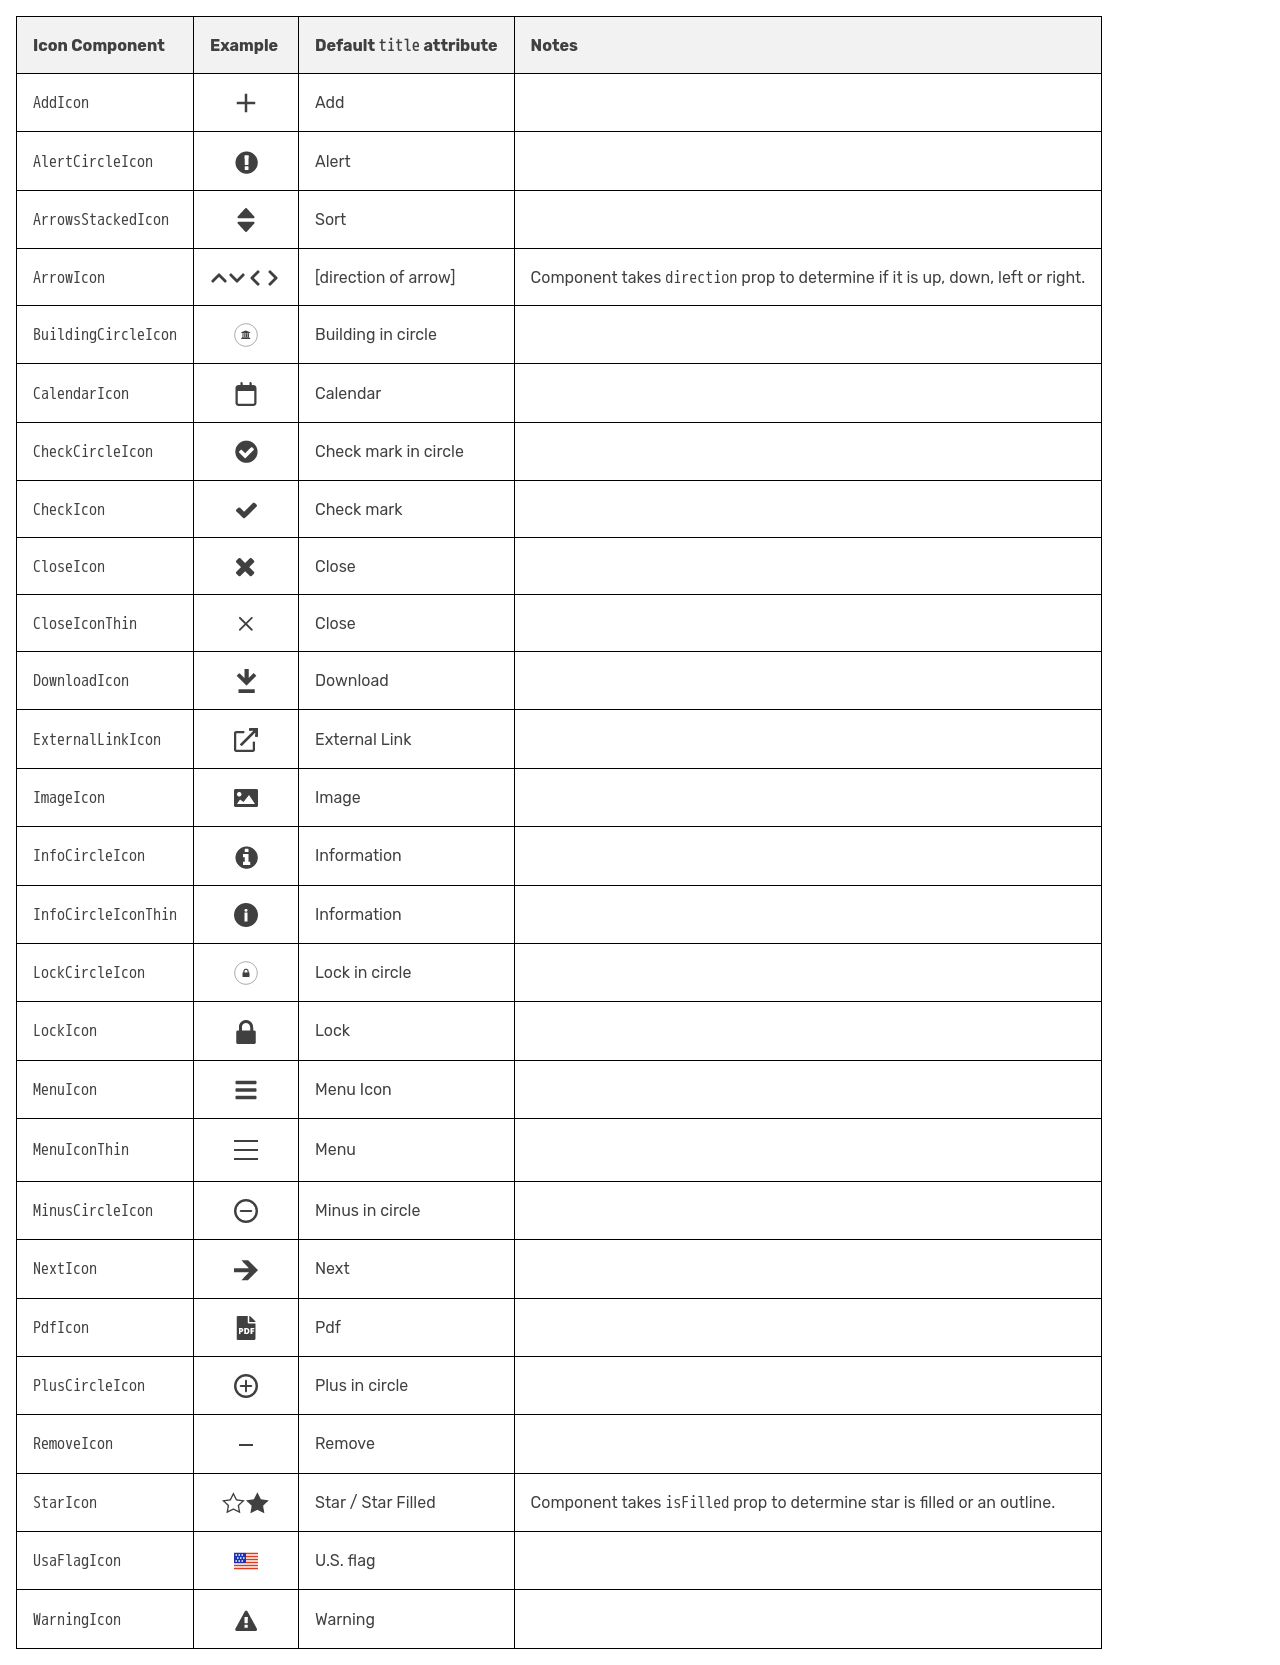 Icon Component Example Default title attribute Notes
AddIcon Add
AlertCircleIcon Alert
ArrowsStackedIcon Sort
ArrowIcon [direction of arrow] Component takes direction prop to determine if it is up, down, left or right.
BuildingCircleIcon Building in circle
CalendarIcon Calendar
CheckCircleIcon Check mark in circle
CheckIcon Check mark
CloseIcon Close
CloseIconThin Close
DownloadIcon Download
ExternalLinkIcon External Link
ImageIcon Image
InfoCircleIcon Information
InfoCircleIconThin Information
LockCircleIcon Lock in circle
LockIcon Lock
MenuIcon Menu Icon
MenuIconThin Menu
MinusCircleIcon Minus in circle
NextIcon Next
PdfIcon PDF Pdf
PlusCircleIcon Plus in circle
RemoveIcon Remove
StarIcon Star / Star Filled Component takes isFilled prop to determine star is filled or an outline.
UsaFlagIcon U.S. flag
WarningIcon Warning